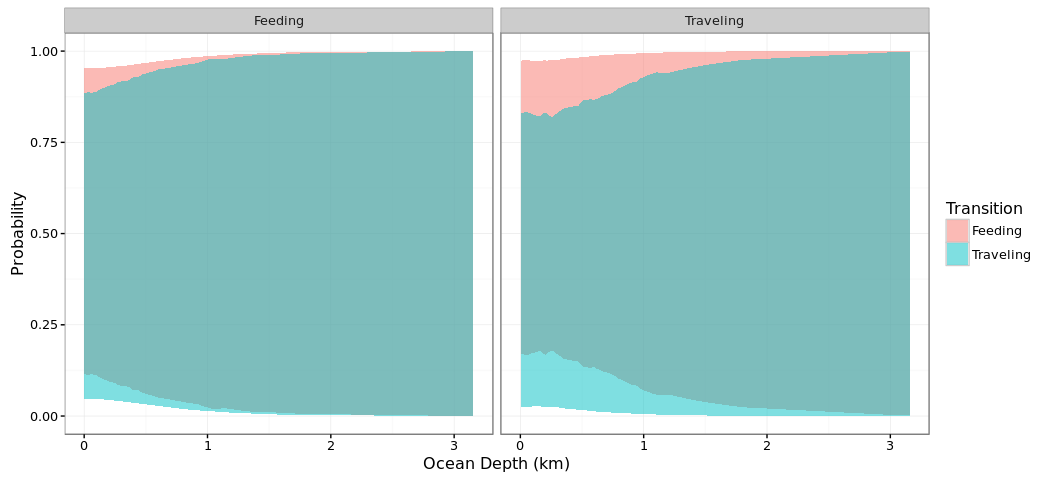 Feeding
Traveling
1.00
0.75
0.50
0.25
0.00
Probability
0 1 2 3
0 1 2 3
Ocean Depth (km)
Transition
Feeding
Traveling